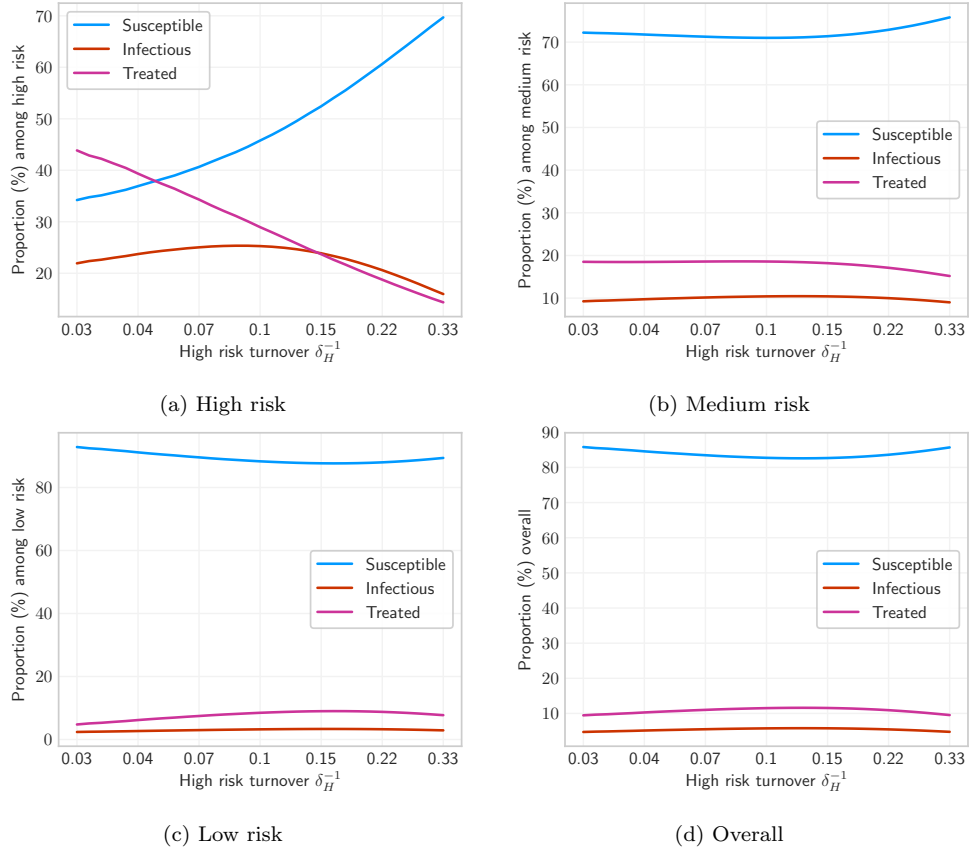 Proportion (%) among high risk
70
60
50
40
30
20
Susceptible
Infectious
Treated
0.03 0.04 0.07 0.1 0.15 0.22 0.33
High risk turnover $\delta_H^{-1}$
(a) High risk
Proportion (%) among medium risk
70
60
50
40
30
20
10
Susceptible
Infectious
Treated
0.03 0.04 0.07 0.1 0.15 0.22 0.33
High risk turnover $\delta_H^{-1}$
(b) Medium risk
Proportion (%) among low risk
80
60
40
20
0
Susceptible
Infectious
Treated
0.03 0.04 0.07 0.1 0.15 0.22 0.33
High risk turnover $\delta_H^{-1}$
(c) Low risk
Proportion (%) overall
90
80
70
60
50
40
30
20
10
Susceptible
Infectious
Treated
0.03 0.04 0.07 0.1 0.15 0.22 0.33
High risk turnover $\delta_H^{-1}$
(d) Overall